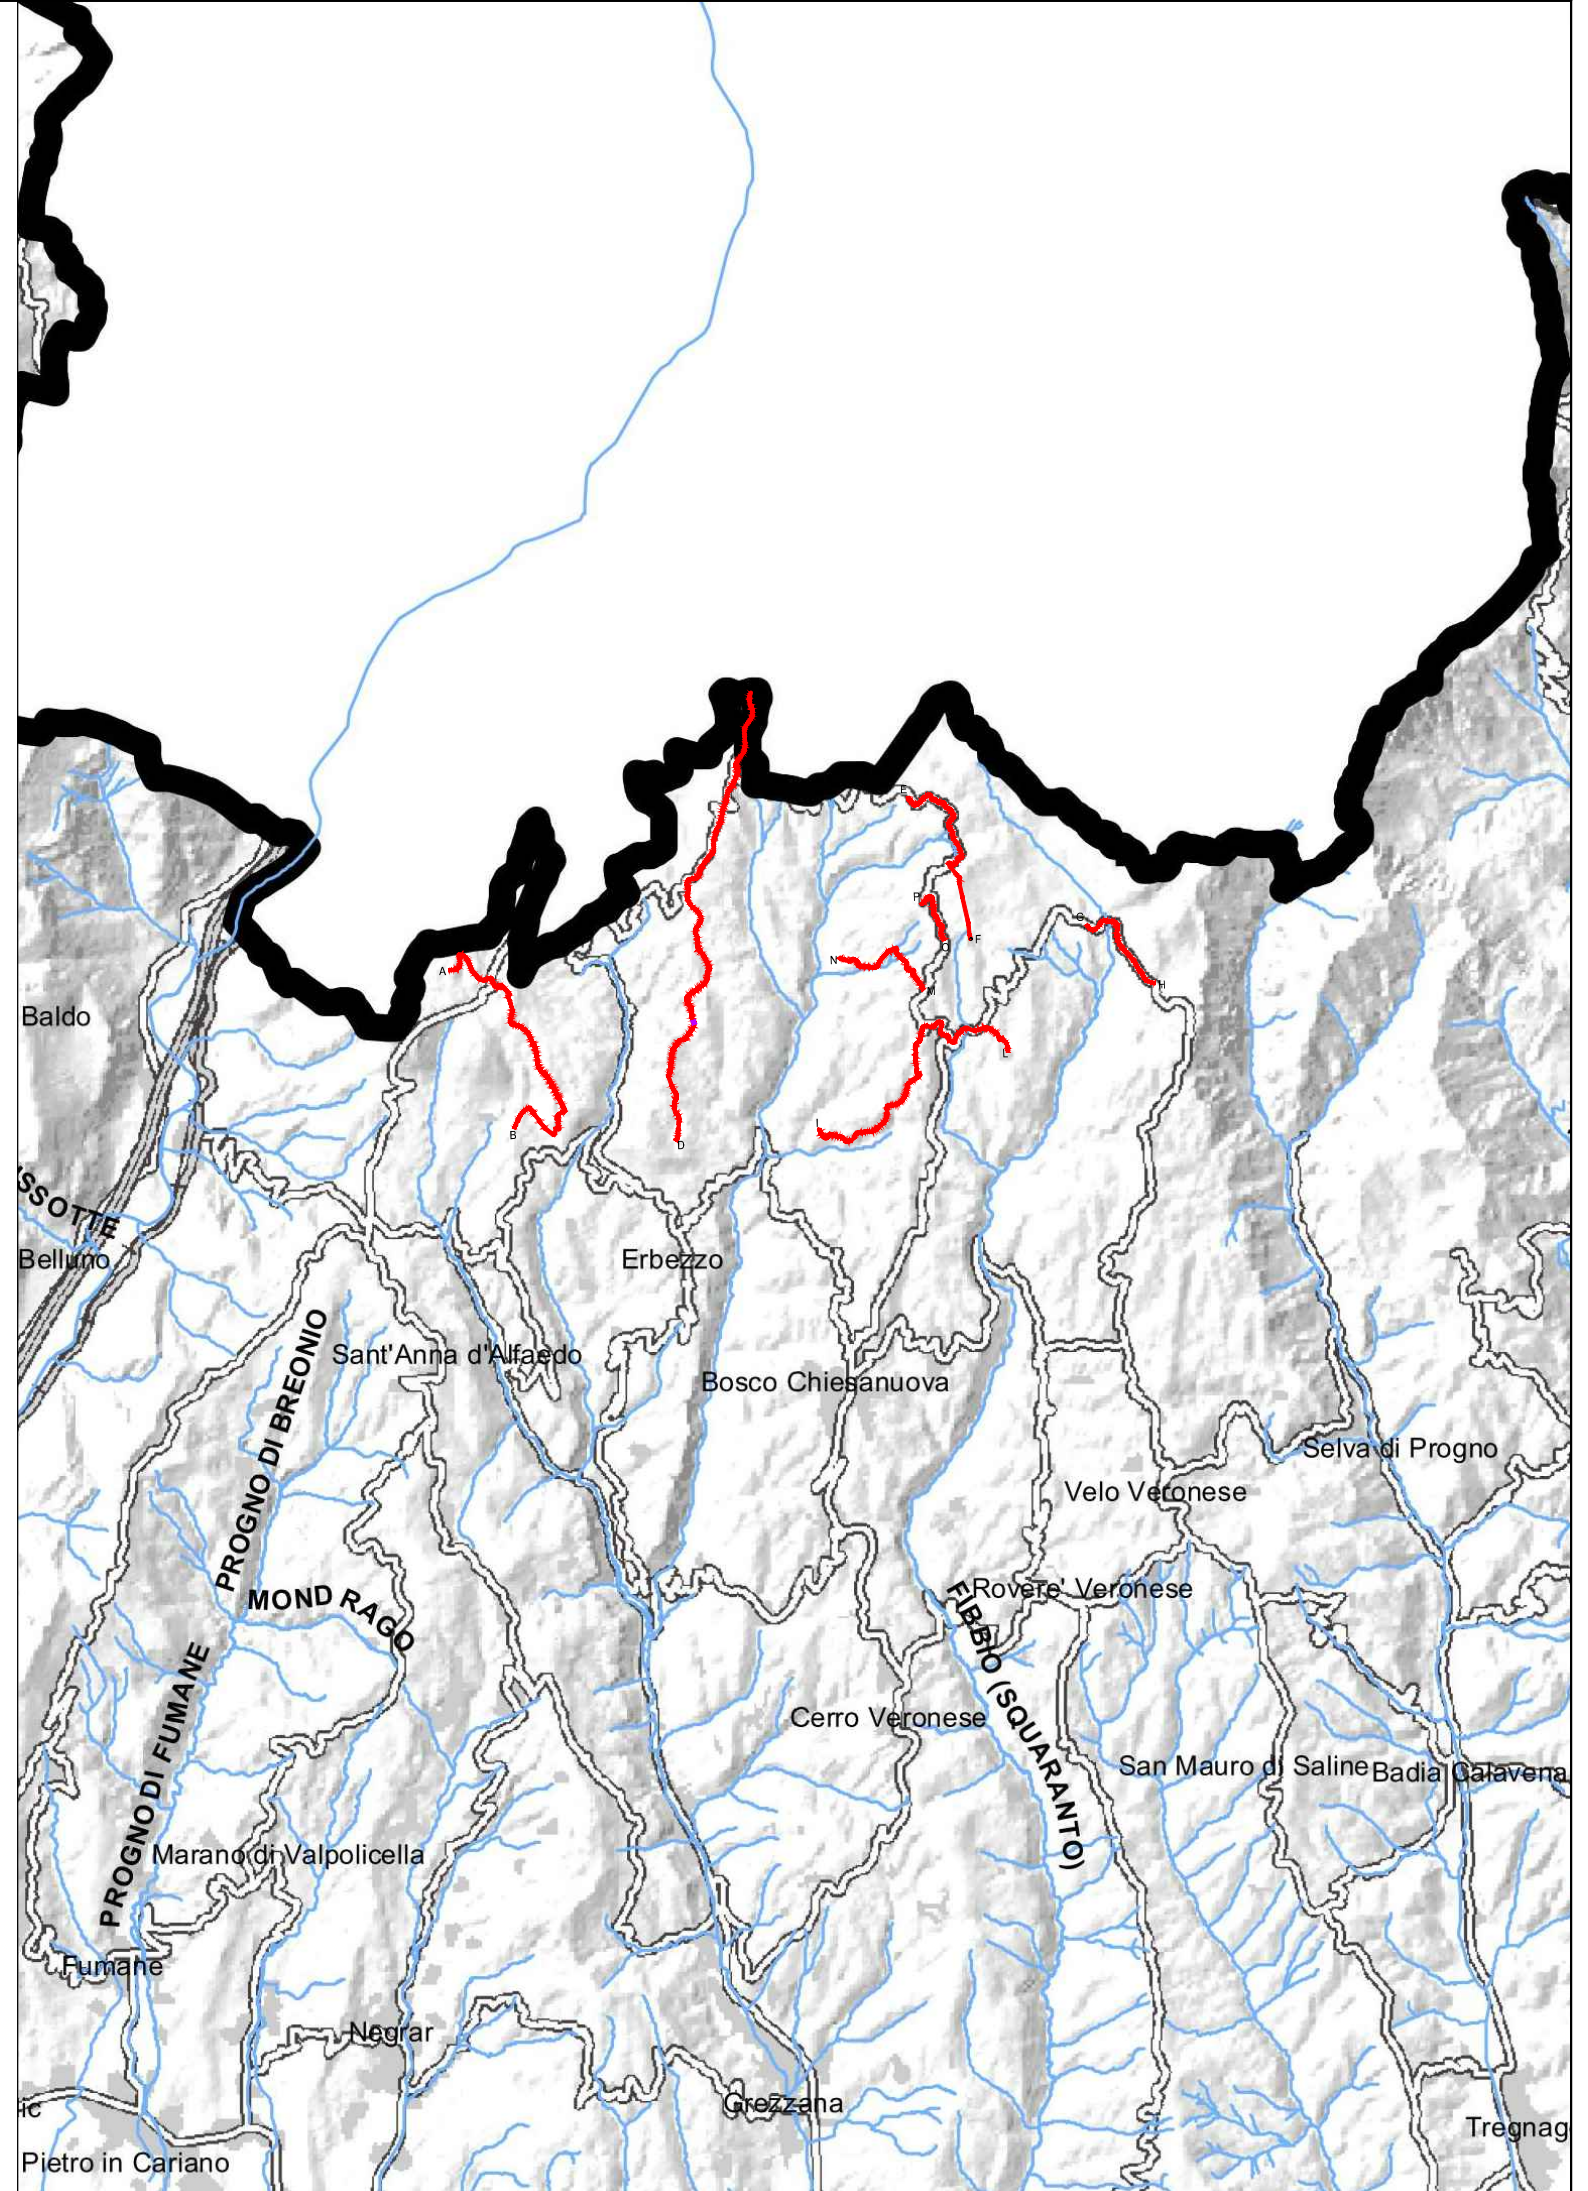 E
P
F
G
O
A
N
H
M
Baldo
L
I
B
D
SSOTTE
Belluno
Erbezzo
Sant'Anna d'Alfaedo
PROGNO DI BREONIO
Bosco Chiesanuova
Selva di Progno
Velo Veronese
Rovere' Veronese
MOND RAGO
FIBBIO (SQUARANTO)
Cerro Veronese
PROGNO DI FUMANE
San Mauro di Saline
Badia Calavena
Marano di Valpolicella
Fumane
Negrar
Grezzana
ic
Tregnag
Pietro in Cariano